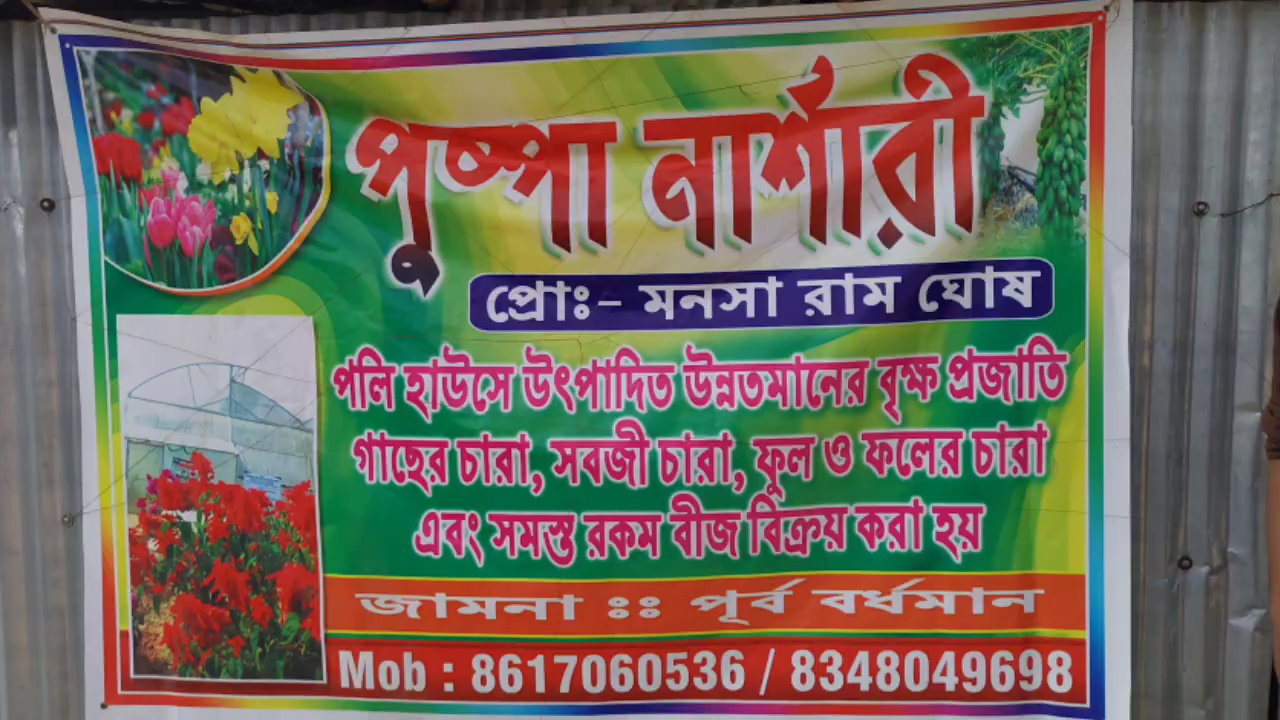 পুষ্পা নার্শারী
প্রোঃ- মনসা রাম ঘোষ
পলি হাউসে উৎপাদিত উন্নতমানের বৃক্ষ প্রজাতি
গাছের চারা, সবজী চারা, ফুল ও ফলের চারা
এবং সমস্ত রকম বীজ বিক্রয় করা হয়
জামনা ঃঃ পূর্ব বর্ধমান
Mob : 8617060536 / 8348049698